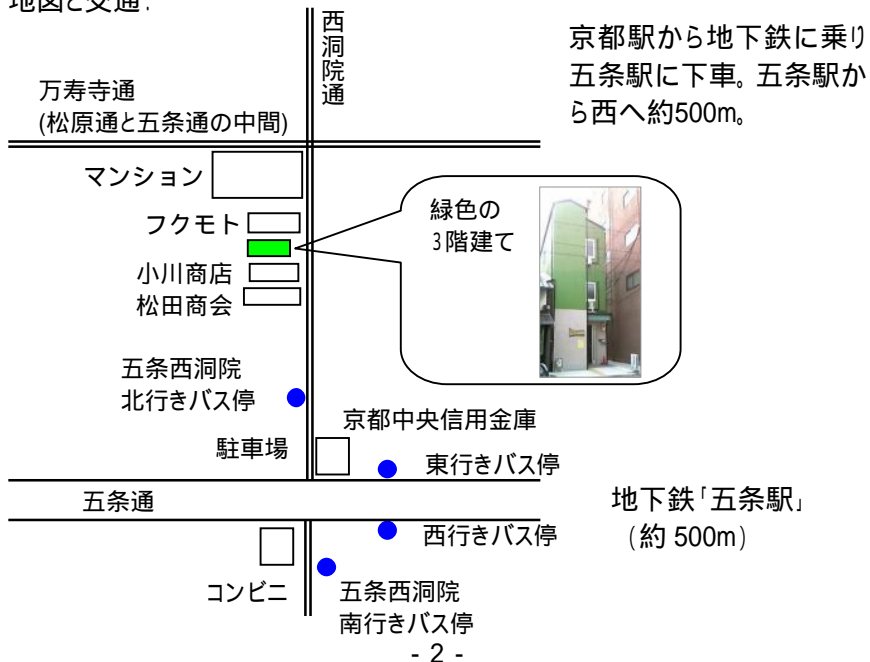 地図と交通:
西洞院通
京都駅から地下鉄に乗り
五条駅に下車。五条駅か
ら西へ約500m。
万寿寺通
(松原通と五条通の中間)
マンション
フクモト
緑色の
3階建て
小川商店
松田商会
五条西洞院
北行きバス停
京都中央信用金庫
駐車場
東行きバス停
五条通
地下鉄「五条駅」
(約 500m)
西行きバス停
コンビニ
五条西洞院
南行きバス停
- 2 -